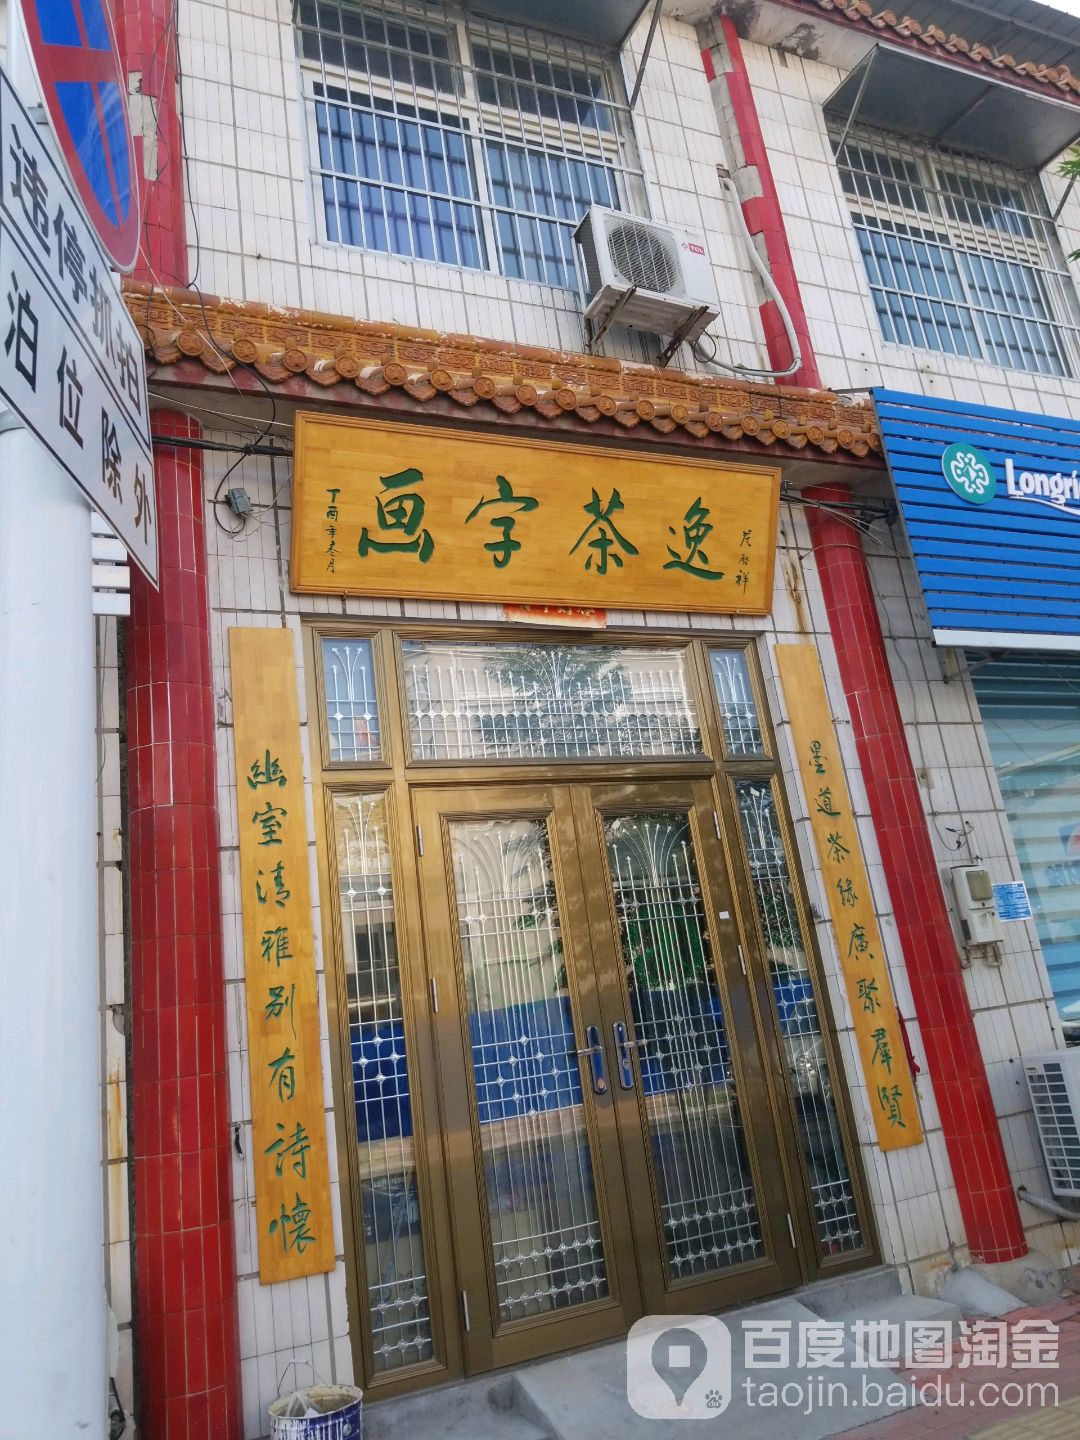 违停抓拍
泊位除外
画字茶逸
丁酉年春月
幽室清雅别有诗懷
墨道茶缘廣聚群賢
TCL
Longri
百度地图淘金
taojin.baidu.com